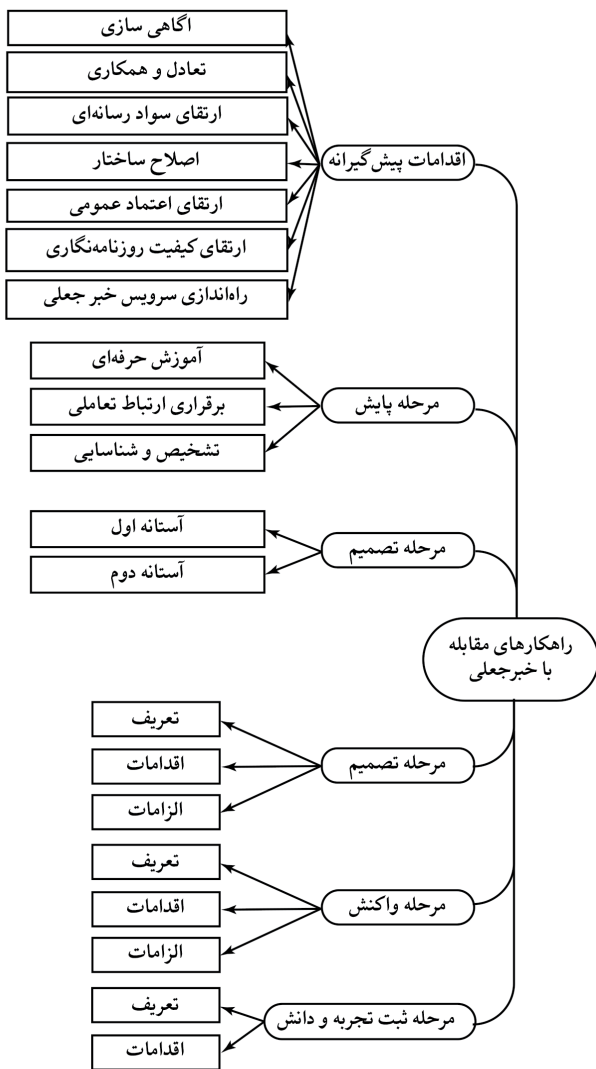 راهکارهای مقابله
با خبرجعلی
اقدامات پیش‌گیرانه
اگاهی سازی
تعادل و همکاری
ارتقای سواد رسانه‌ای
اصلاح ساختار
ارتقای اعتماد عمومی
ارتقای کیفیت روزنامه‌نگاری
راه‌اندازی سرویس خبر جعلی
مرحله پایش
آموزش حرفه‌ای
برقراری ارتباط تعاملی
تشخیص و شناسایی
مرحله تصمیم
آستانه اول
آستانه دوم
مرحله تصمیم
تعریف
اقدامات
الزامات
مرحله واکنش
تعریف
اقدامات
الزامات
مرحله ثبت تجربه و دانش
تعریف
اقدامات